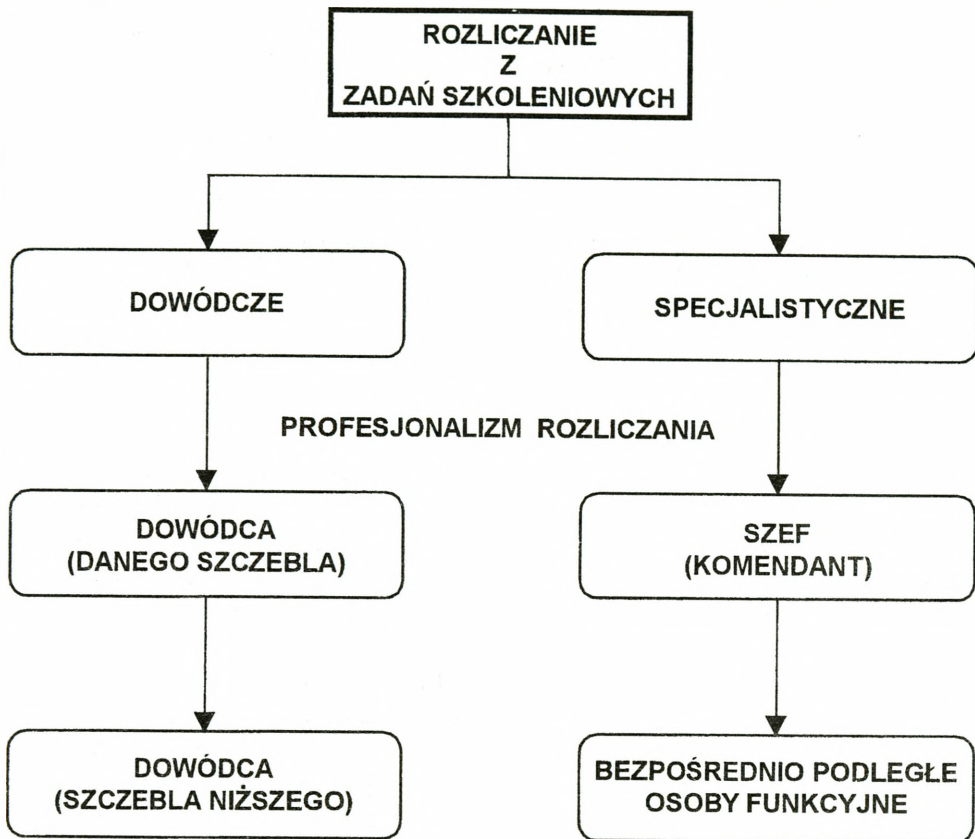 ROZLICZANIE
Z
ZADAŃ SZKOLENIOWYCH
DOWÓDCZE
SPECJALISTYCZNE
PROFESJONALIZM ROZLICZANIA
DOWÓDCA
(DANEGO SZCZEBLA)
SZEF
(KOMENDANT)
DOWÓDCA
(SZCZEBLA NIŻSZEGO)
BEZPOŚREDNIO PODLEGŁE
OSOBY FUNKCYJNE